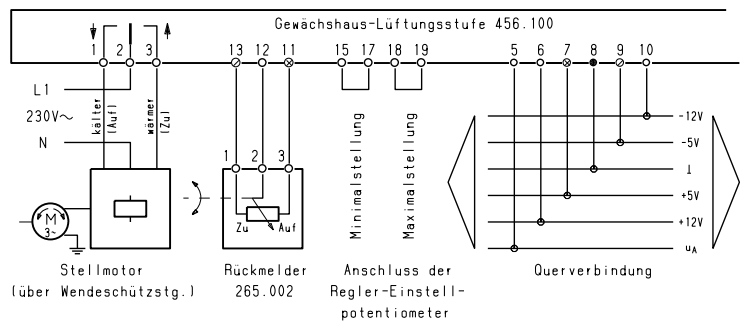 Gewächshaus-Lüftungsstufe 456.100
1 2 3 13 12 11 15 17 18 19 5 6 7 8 9 10
L1
230V~
N
kälter
(Auf)
wärmer
(Zu)
1 2 3
Zu Auf
M
3~
Minimalstellung
Maximalstellung
-12V
-5V
⊥
+5V
+12V
uA
Stellmotor
(über Wendeschützstg.)
Rückmelder
265.002
Anschluss der
Regler-Einstell-
potentiometer
Querverbindung